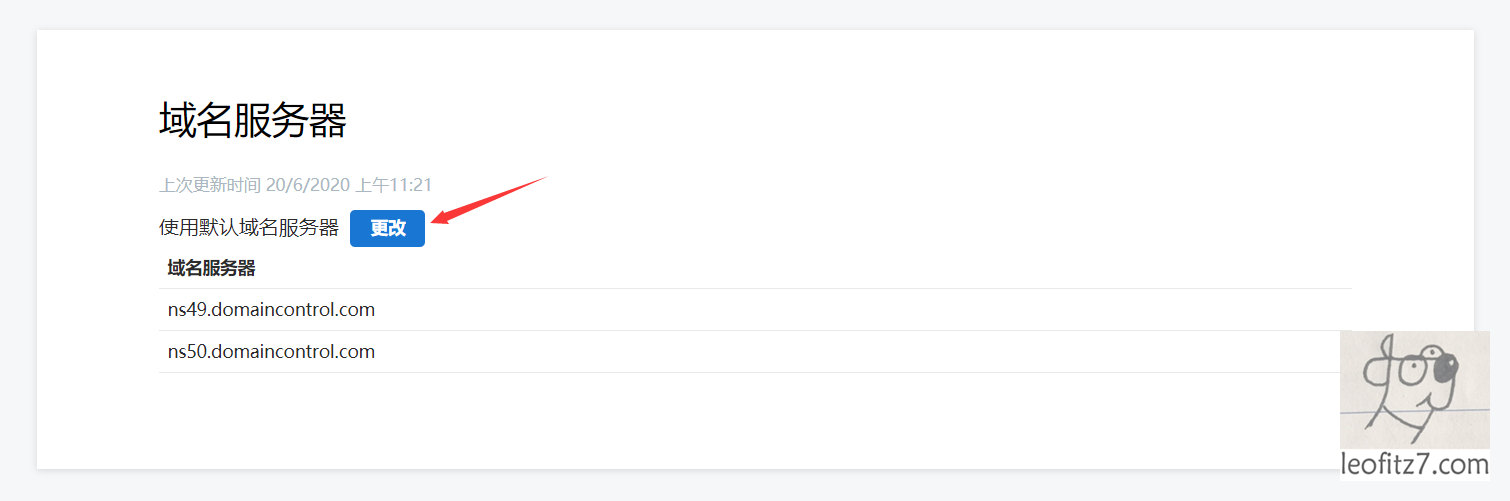 域名服务器
上次更新时间 20/6/2020 上午11:21
使用默认域名服务器 更改
域名服务器
ns49.domaincontrol.com
ns50.domaincontrol.com
dog
leofitz7.com